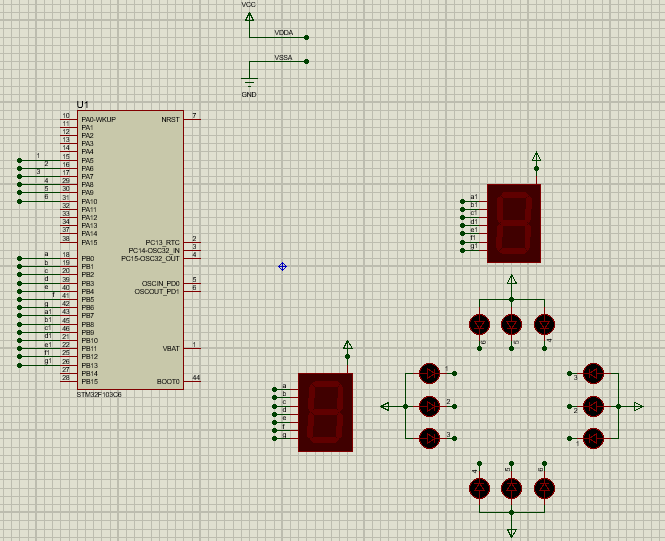 VCC
VDDA
VSSA
GND
U1
10 PA0-WKUP NRST 7
11 PA1
12 PA2
13 PA3
14 PA4
1 15 PA5
2 16 PA6
3 17 PA7
4 29 PA8
5 30 PA9
6 31 PA10
32 PA11
33 PA12
34 PA13
37 PA14
38 PA15 PC13_RTC 2
PC14-OSC32_IN 3
a 18 PB0 PC15-OSC32_OUT 4
b 19 PB1
c 20 PB2
d 39 PB3 OSCIN_PD0 5
e 40 PB4 OSCOUT_PD1 6
f 41 PB5
g 42 PB6
a1 43 PB7
b1 45 PB8
c1 46 PB9
d1 21 PB10
e1 22 PB11 VBAT 1
f1 25 PB12
g1 26 PB13
27 PB14
28 PB15 BOOT0 44
STM32F103C6
a1
b1
c1
d1
e1
f1
g1
a
b
c
d
e
f
g
6 5 4
1
2
3
3
2
1
4 5 6